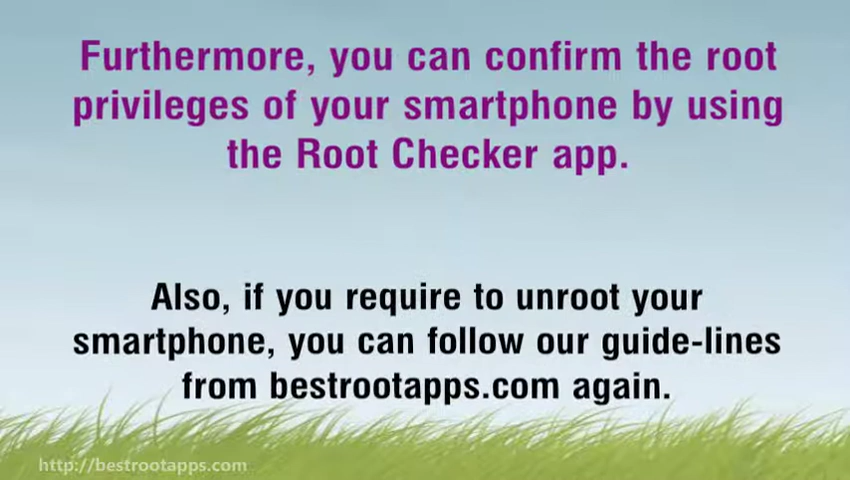 Furthermore, you can confirm the root
privileges of your smartphone by using
the Root Checker app.
Also, if you require to unroot your
smartphone, you can follow our guide-lines
from bestrootapps.com again.
http://bestrootapps.com